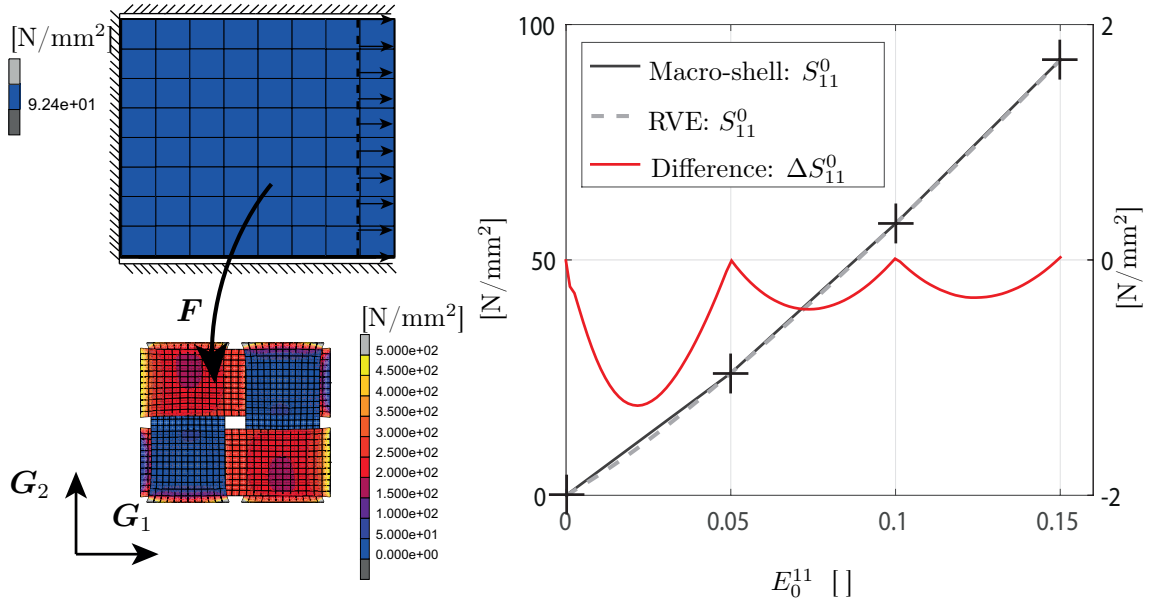 [N/mm²]
9.24e+01
F
[N/mm²]
5.000e+02
4.500e+02
4.000e+02
3.500e+02
3.000e+02
2.500e+02
2.000e+02
1.500e+02
1.000e+02
5.000e+01
0.000e+00
G₂
G₁
100
50
0
[N/mm²]
Macro-shell: S⁰₁₁
RVE: S⁰₁₁
Difference: ΔS⁰₁₁
2
1
0
-1
-2
[N/mm²]
0 0.05 0.1 0.15
E₀¹¹ [ ]